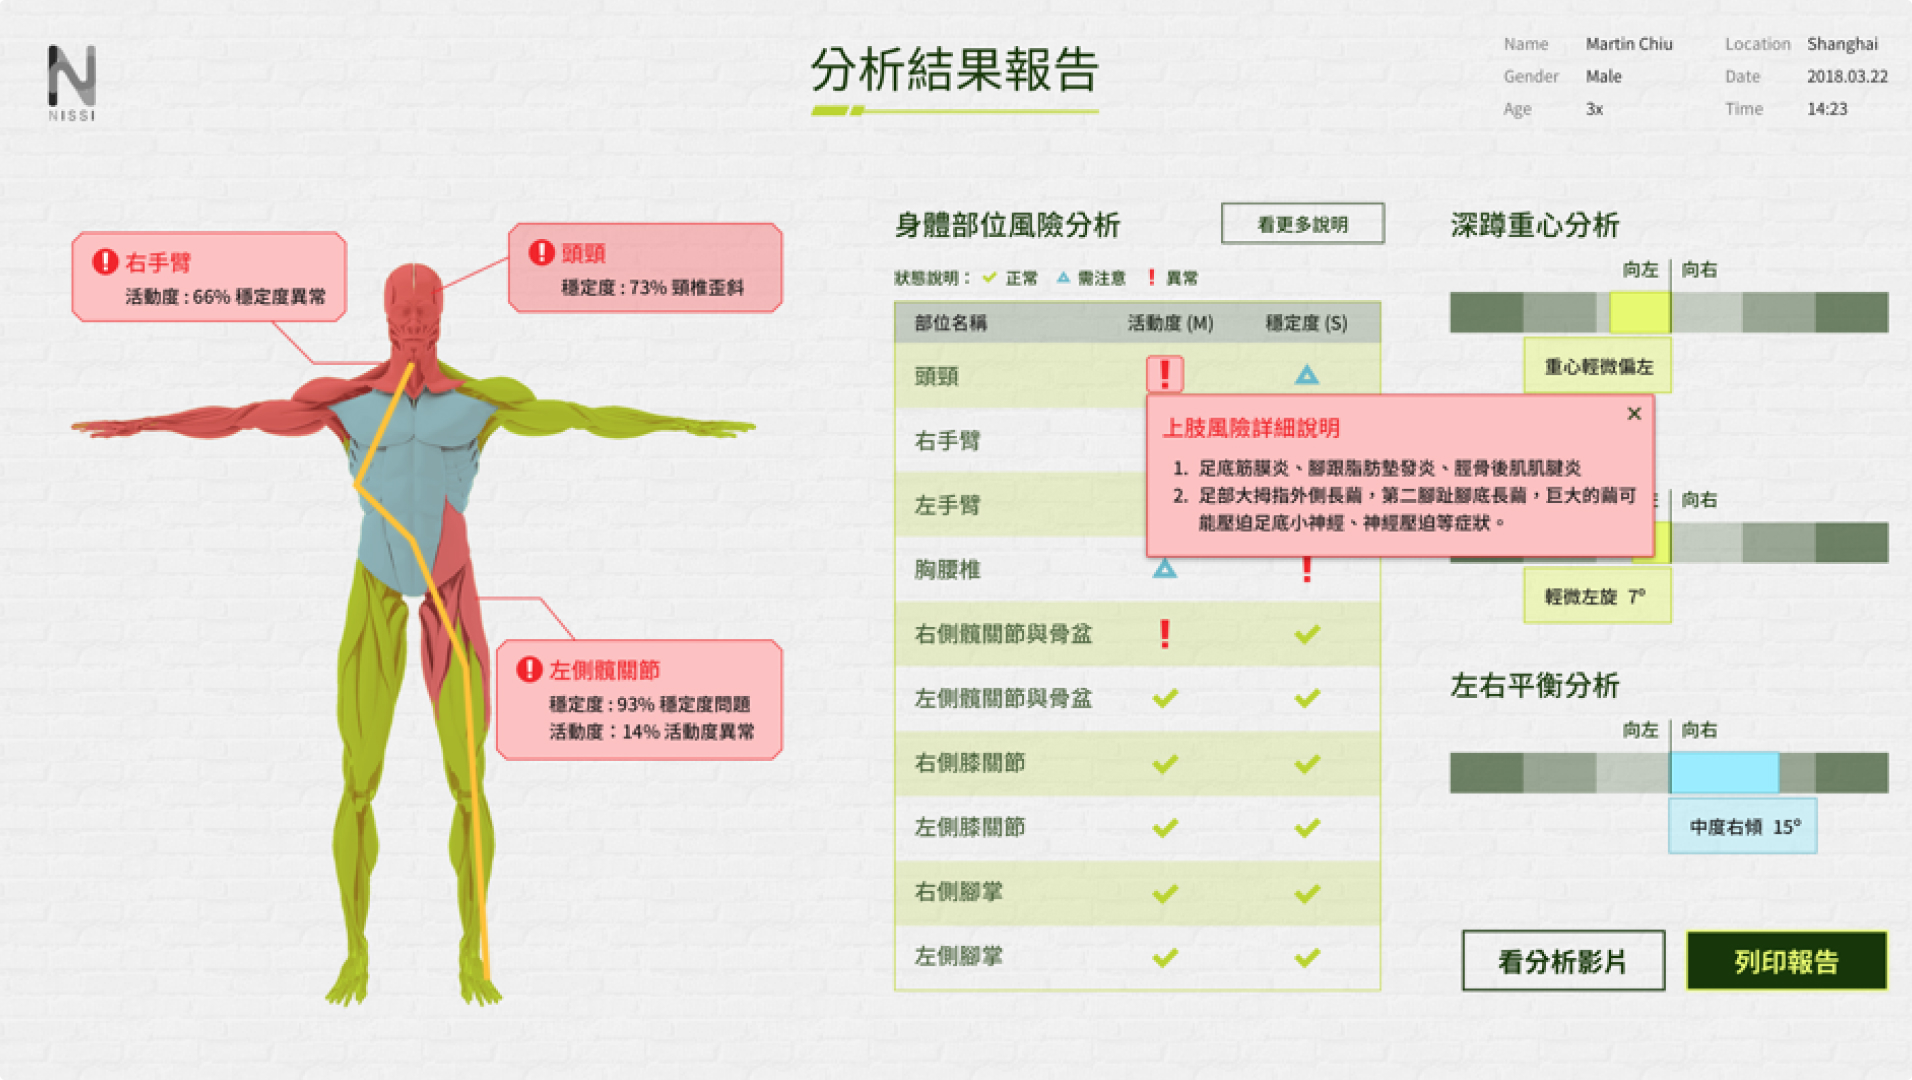 NISSI
分析結果報告
Name Martin Chiu Location Shanghai
Gender Male Date 2018.03.22
Age 3x Time 14:23
右手臂
活動度 : 66% 穩定度異常
頭頸
穩定度 : 73% 頸椎歪斜
左側髖關節
穩定度 : 93% 穩定度問題
活動度：14% 活動度異常
身體部位風險分析
看更多說明
狀態說明： 正常 需注意 異常
部位名稱 活動度 (M) 穩定度 (S)
頭頸
右手臂
左手臂
胸腰椎
右側髖關節與骨盆
左側髖關節與骨盆
右側膝關節
左側膝關節
右側腳掌
左側腳掌
上肢風險詳細說明
1. 足底筋膜炎、腳跟脂肪墊發炎、脛骨後肌肌腱炎
2. 足部大拇指外側長繭，第二腳趾腳底長繭，巨大的繭可
能壓迫足底小神經、神經壓迫等症狀。
深蹲重心分析
向左 向右
重心輕微偏左
向右
輕微左旋 7º
左右平衡分析
向左 向右
中度右傾 15º
看分析影片
列印報告